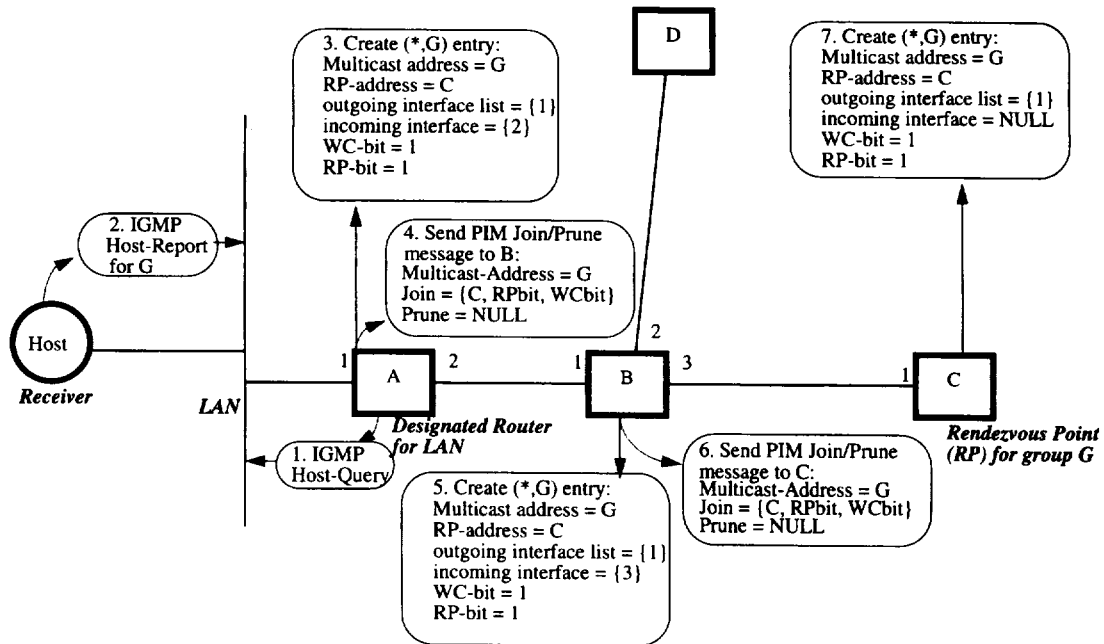 3. Create (*,G) entry:
Multicast address = G
RP-address = C
outgoing interface list = {1}
incoming interface = {2}
WC-bit = 1
RP-bit = 1
D
7. Create (*,G) entry:
Multicast address = G
RP-address = C
outgoing interface list = {1}
incoming interface = NULL
WC-bit = 1
RP-bit = 1
2. IGMP
Host-Report
for G
4. Send PIM Join/Prune
message to B:
Multicast-Address = G
Join = {C, RPbit, WCbit}
Prune = NULL
Host
Receiver
LAN
1
A
2
Designated Router
for LAN
1
B
2
3
1
C
Rendezvous Point
(RP) for group G
1. IGMP
Host-Query
5. Create (*,G) entry:
Multicast address = G
RP-address = C
outgoing interface list = {1}
incoming interface = {3}
WC-bit = 1
RP-bit = 1
6. Send PIM Join/Prune
message to C:
Multicast-Address = G
Join = {C, RPbit, WCbit}
Prune = NULL